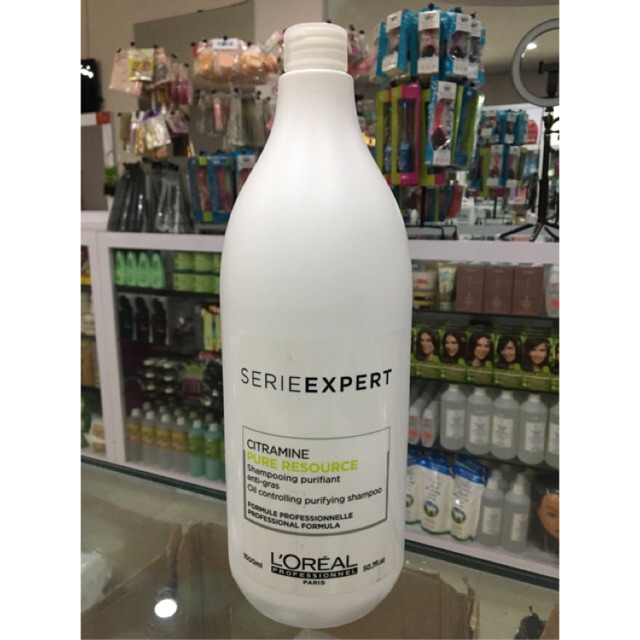 SERIEEXPERT
CITRAMINE
PURE RESOURCE
Shampooing purifiant
anti-gras
Oil controlling purifying shampoo
FORMULE PROFESSIONNELLE
PROFESSIONAL FORMULA
1500ml L'ORÉAL 50.7fl.oz
PROFESSIONNEL
PARIS